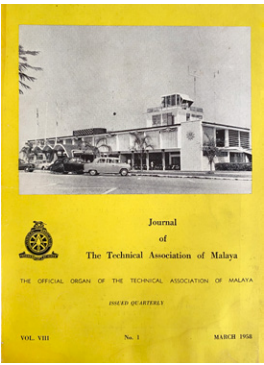 Journal
of
The Technical Association of Malaya
THE OFFICIAL ORGAN OF THE TECHNICAL ASSOCIATION OF MALAYA
ISSUED QUARTERLY
VOL. VIII No. 1 MARCH 1958